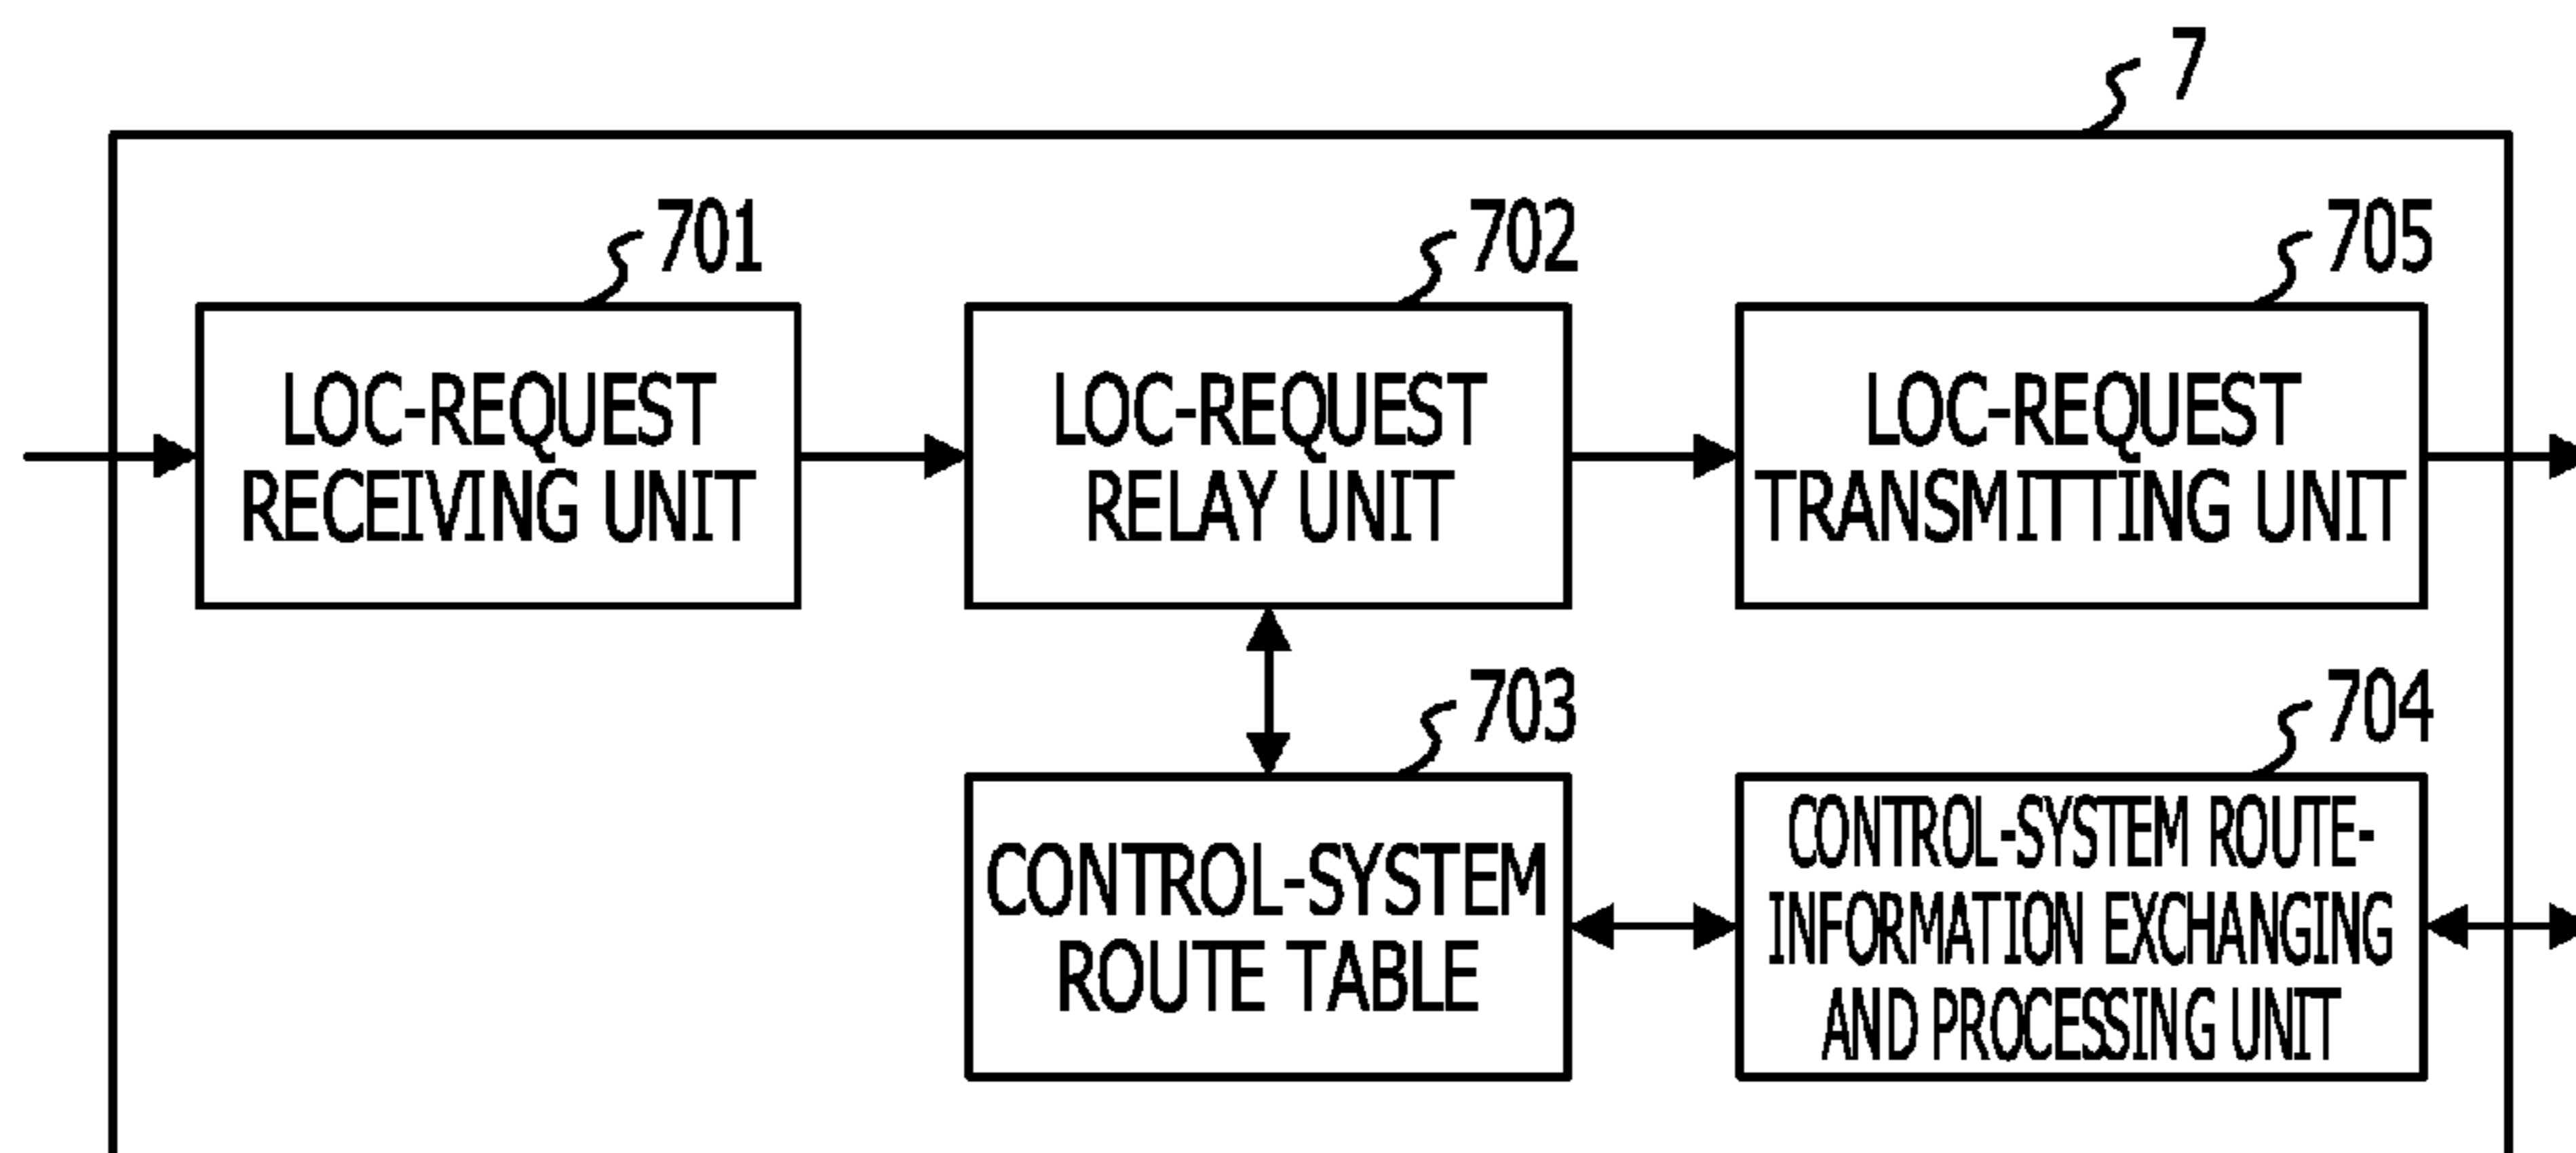 7
701
LOC-REQUEST
RECEIVING UNIT
702
LOC-REQUEST
RELAY UNIT
705
LOC-REQUEST
TRANSMITTING UNIT
703
CONTROL-SYSTEM
ROUTE TABLE
704
CONTROL-SYSTEM ROUTE-
INFORMATION EXCHANGING
AND PROCESSING UNIT